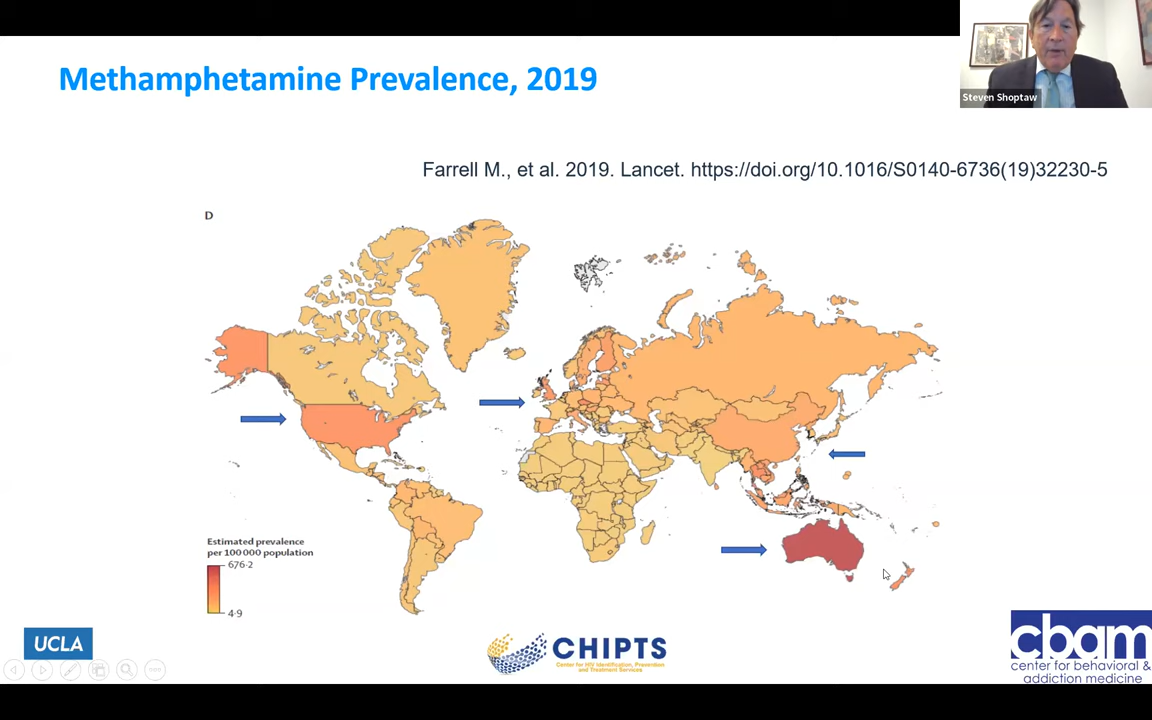 Methamphetamine Prevalence, 2019
Steven Shoptaw
Farrell M., et al. 2019. Lancet. https://doi.org/10.1016/S0140-6736(19)32230-5
D
Estimated prevalence
per 100 000 population
676·2
4·9
UCLA
CHIPTS
Center for HIV Identification, Prevention
and Treatment Services
cbam
center for behavioral &
addiction medicine